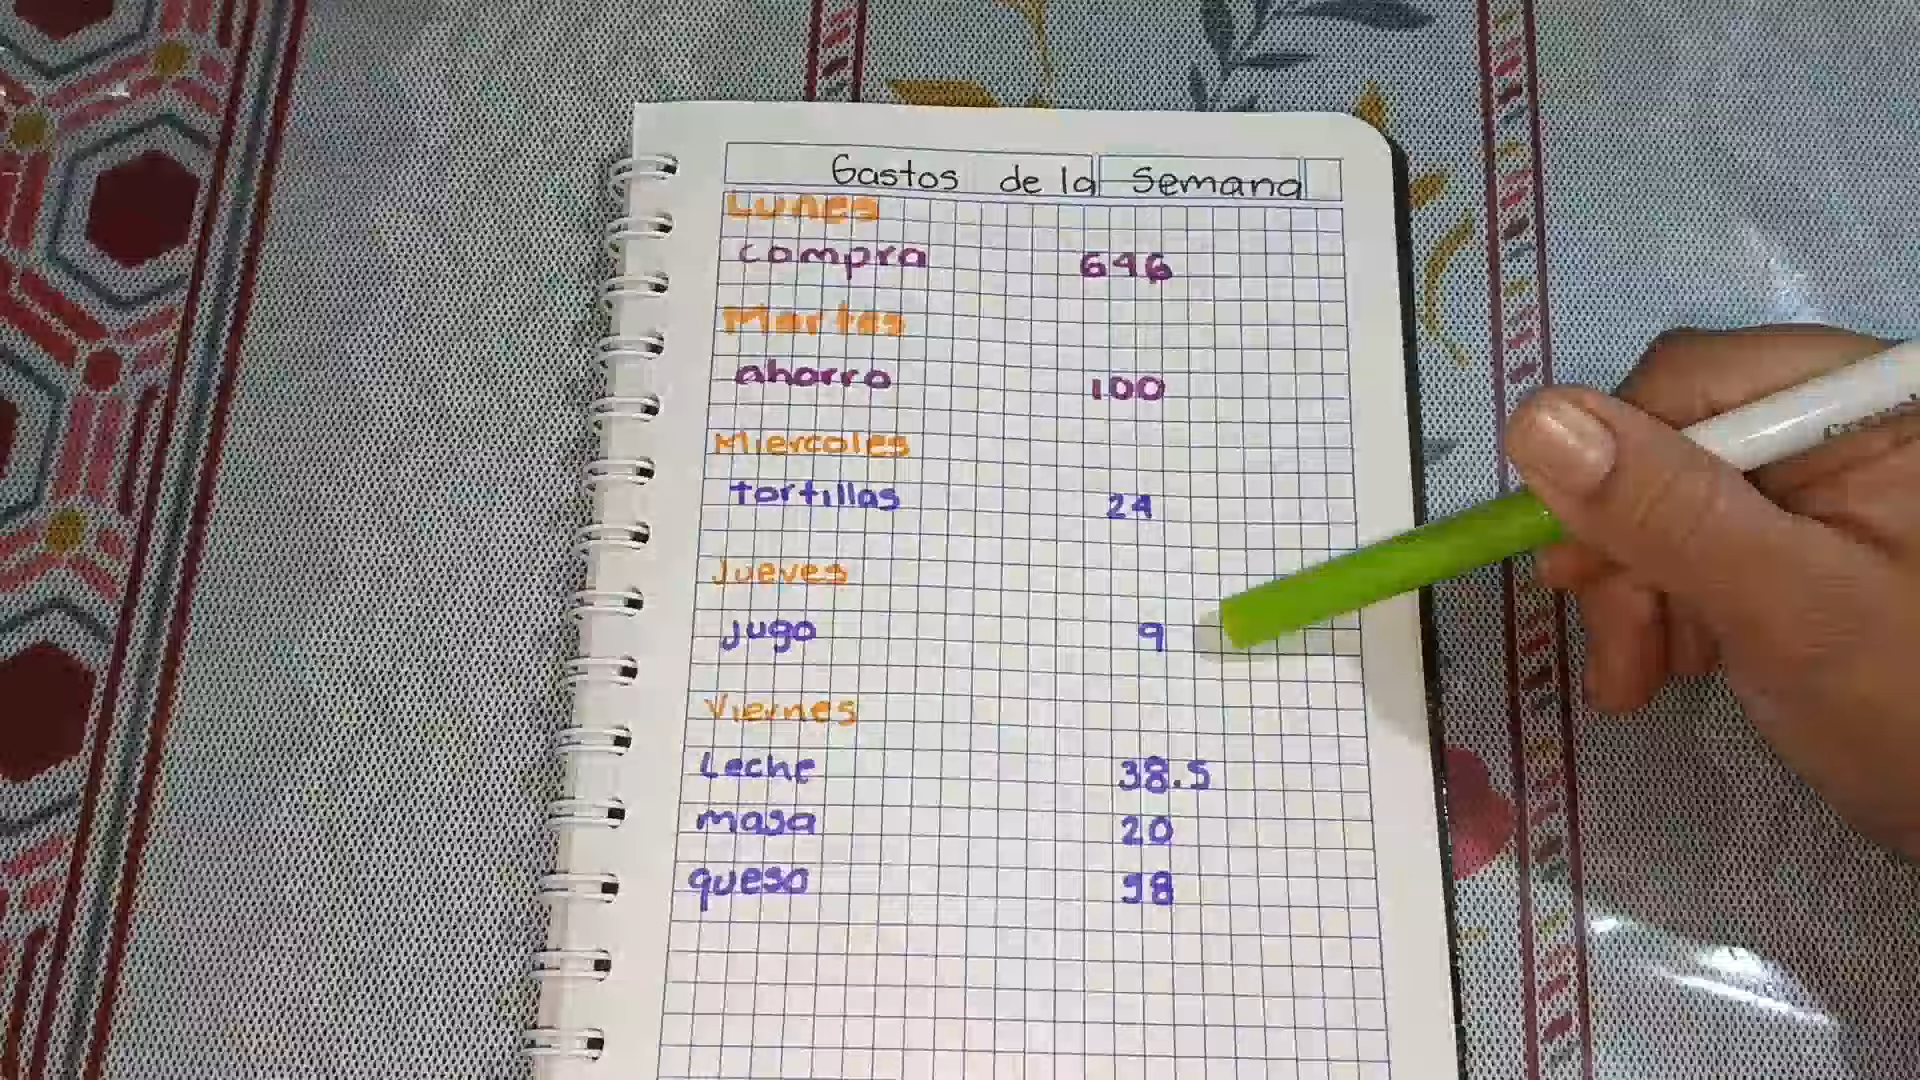 Gastos de la Semana
Lunes
compra 646
Martes
ahorro 100
Miercoles
tortillas 24
Jueves
jugo 9
Viernes
Leche 38.5
masa 20
queso 98